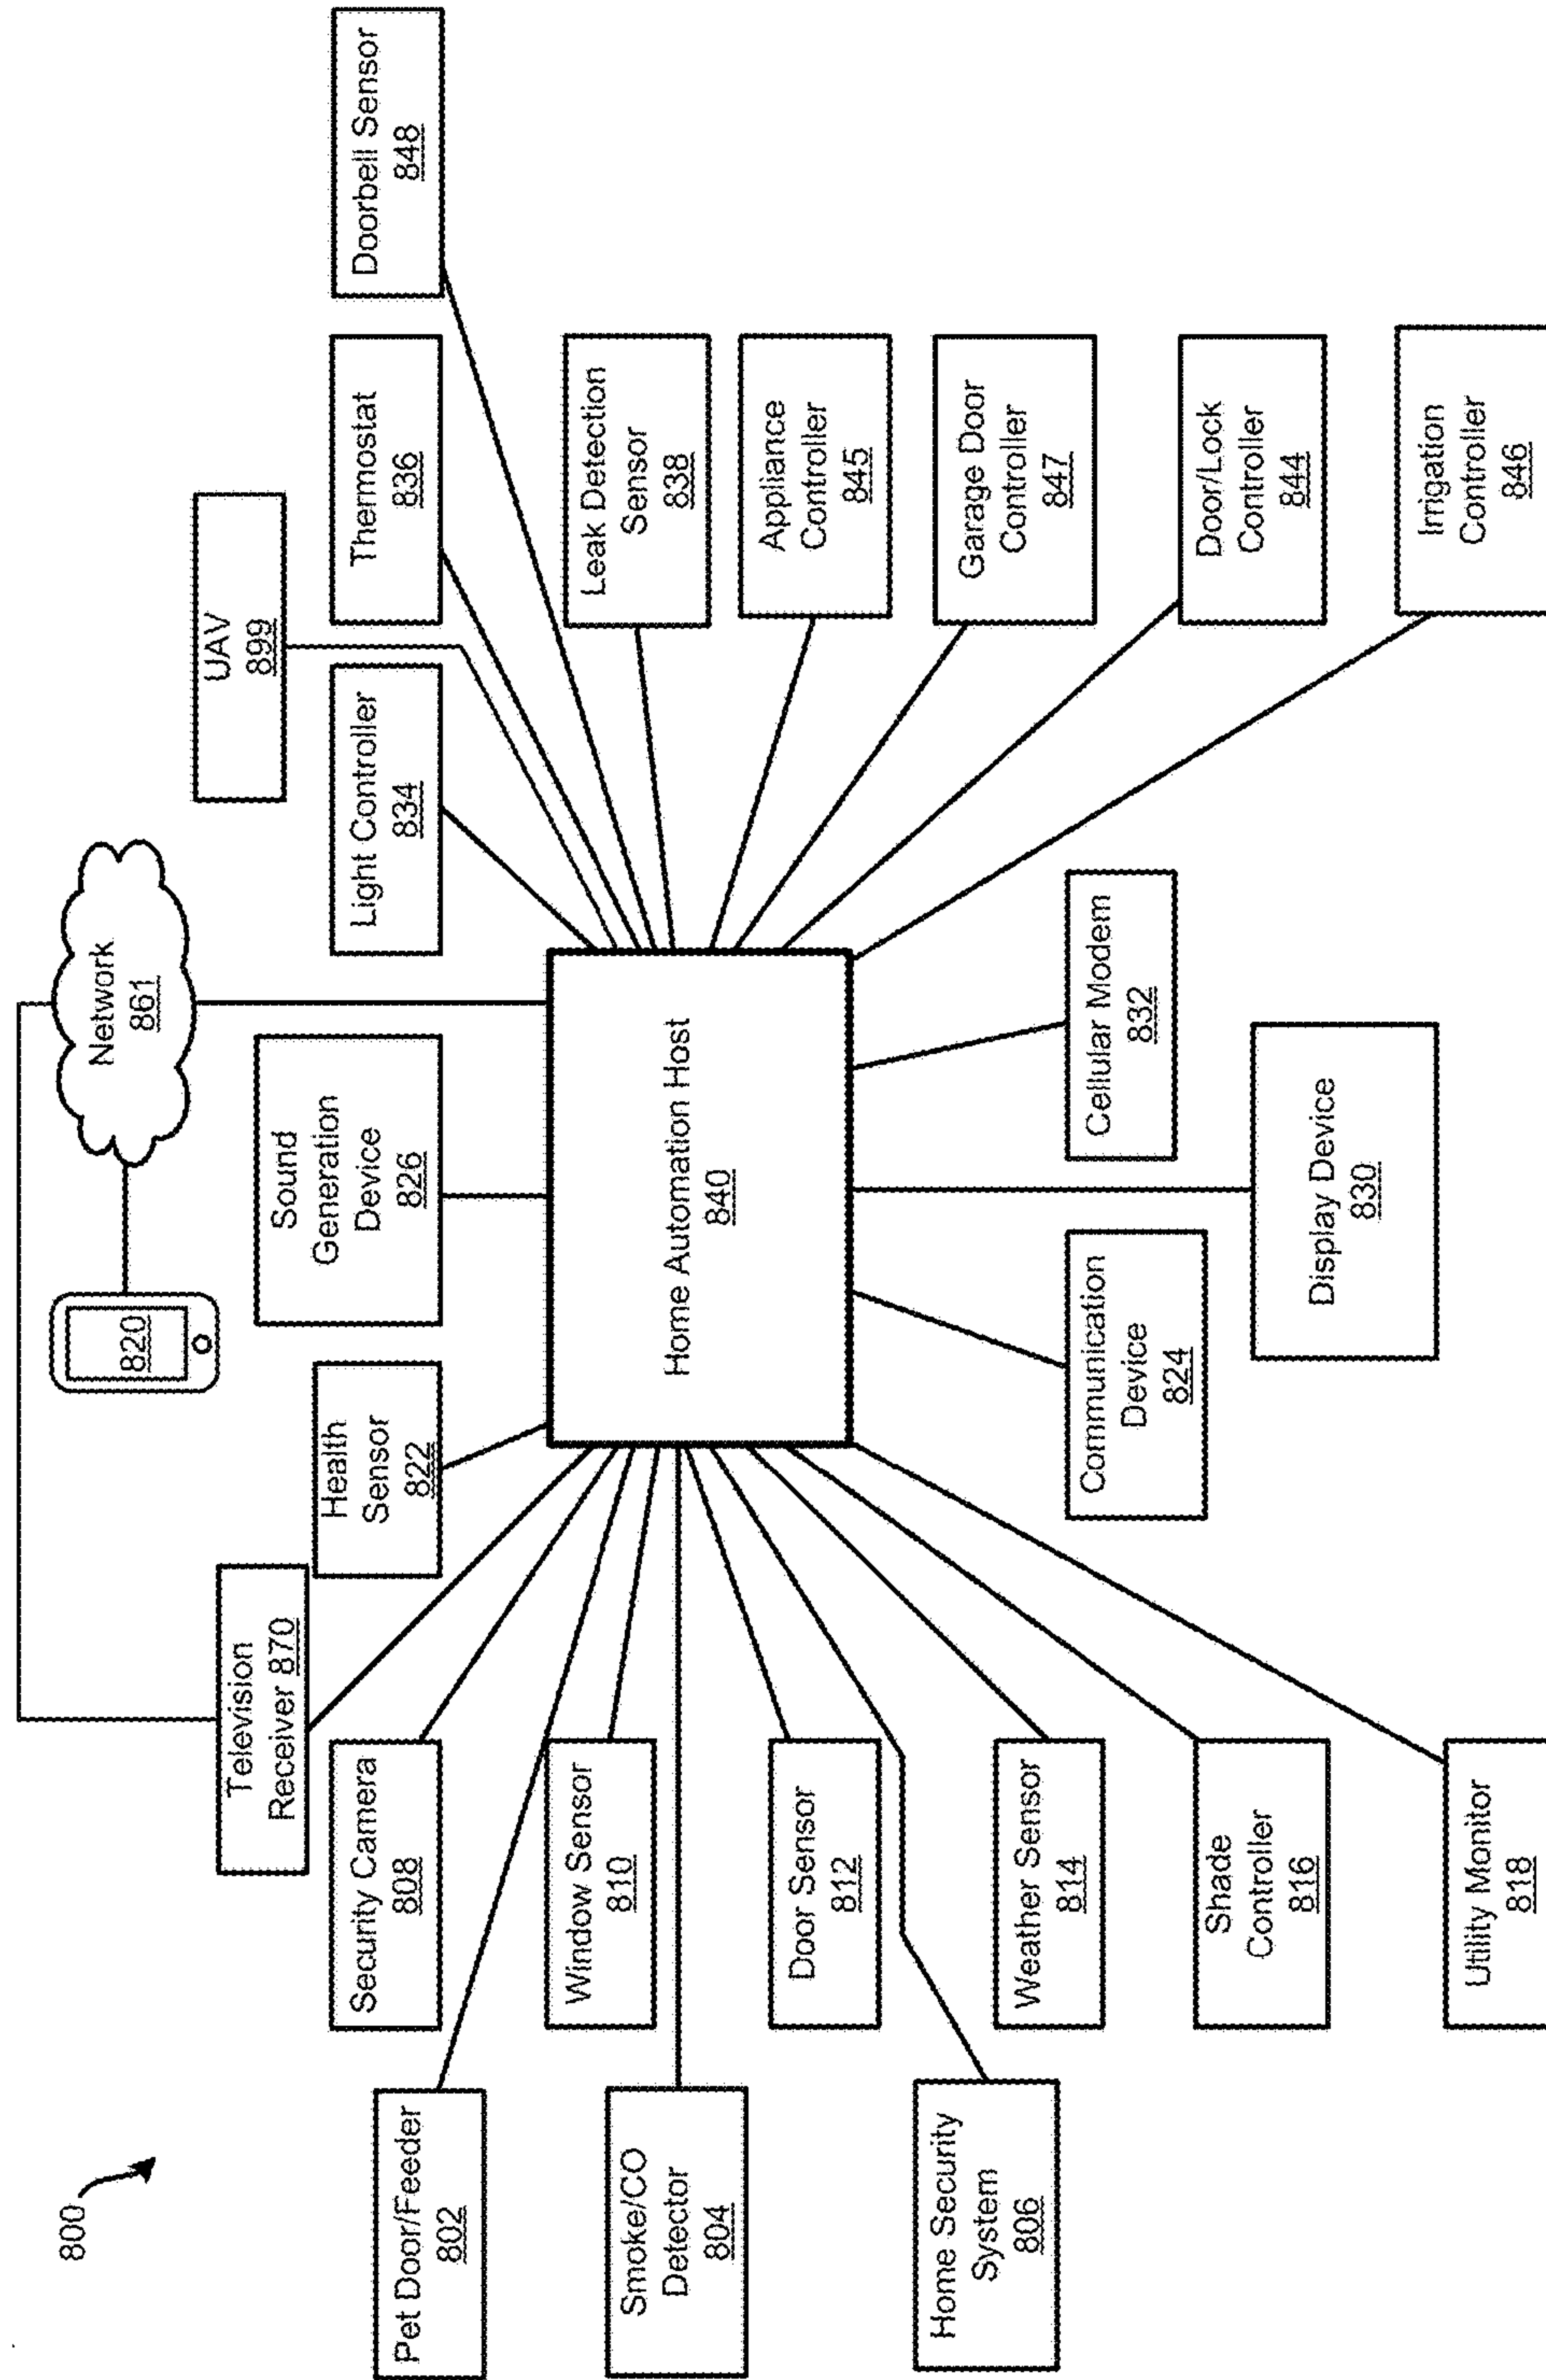 800
Network
861
820
UAV
899
Television
Receiver 870
Health
Sensor
822
Sound
Generation
Device
826
Light Controller
834
Thermostat
836
Doorbell Sensor
848
Pet Door/Feeder
802
Security Camera
808
Window Sensor
810
Smoke/CO
Detector
804
Home Automation Host
840
Leak Detection
Sensor
838
Appliance
Controller
845
Door Sensor
812
Home Security
System
806
Garage Door
Controller
847
Weather Sensor
814
Communication
Device
824
Cellular Modem
832
Door/Lock
Controller
844
Shade
Controller
816
Display Device
830
Utility Monitor
818
Irrigation
Controller
846